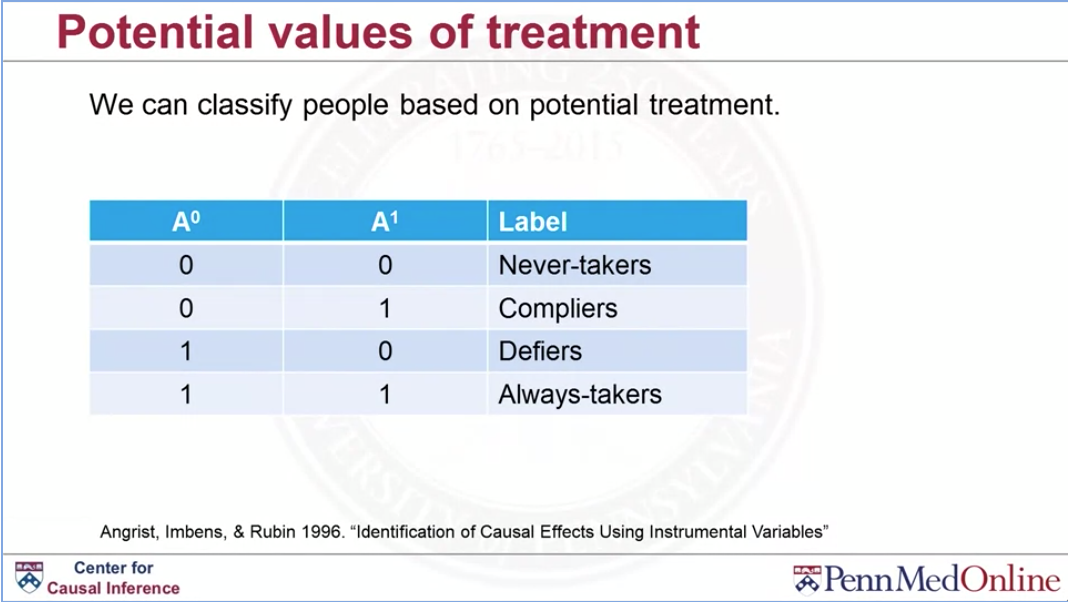 Potential values of treatment
We can classify people based on potential treatment.
1765–2015
A⁰ A¹ Label
0 0 Never-takers
0 1 Compliers
1 0 Defiers
1 1 Always-takers
Angrist, Imbens, & Rubin 1996. “Identification of Causal Effects Using Instrumental Variables”
Center for
Causal Inference
PennMedOnline